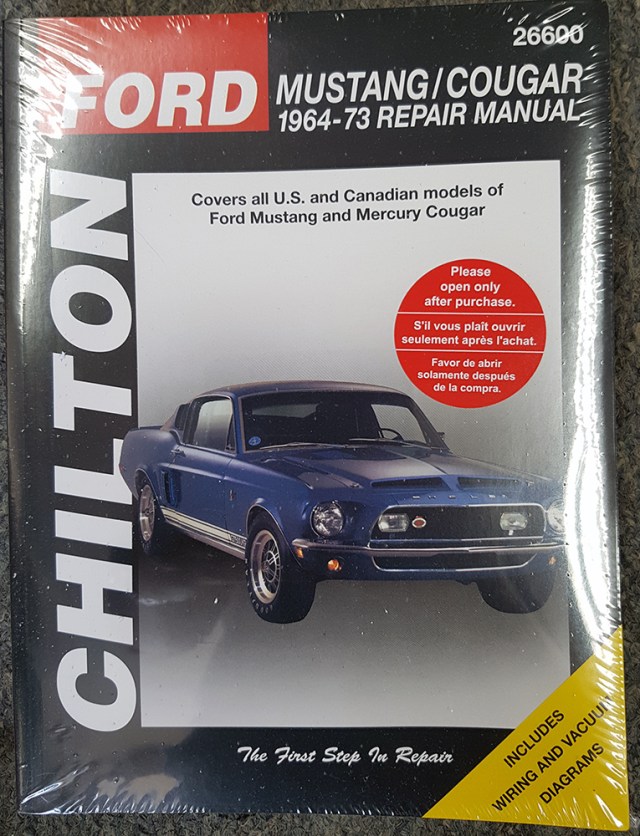 26600
FORD
MUSTANG/COUGAR
1964-73 REPAIR MANUAL
CHILTON
Covers all U.S. and Canadian models of
Ford Mustang and Mercury Cougar
Please
open only
after purchase.
S'il vous plaît ouvrir
seulement après l'achat.
Favor de abrir
solamente después
de la compra.
The First Step In Repair
INCLUDES
WIRING AND VACUUM
DIAGRAMS